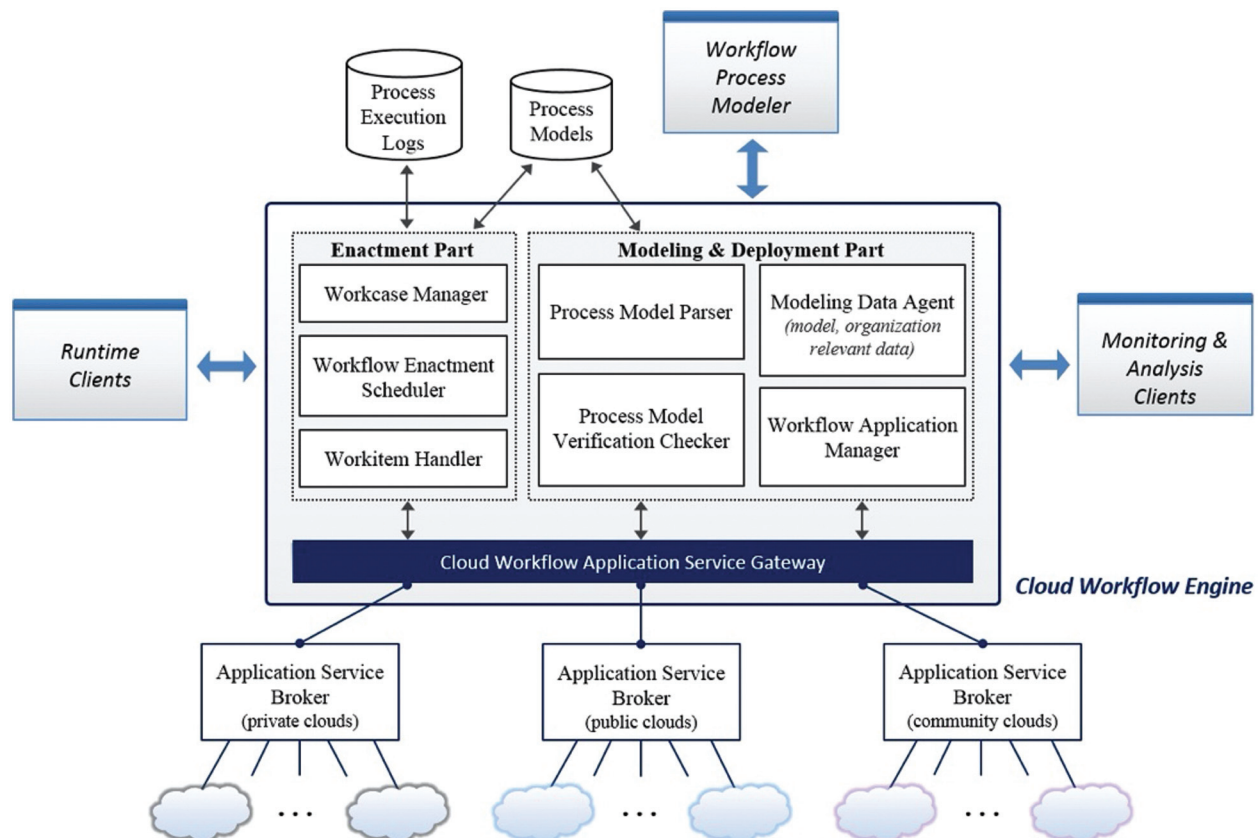 Workflow
Process
Modeler
Process
Execution
Logs
Process
Models
Enactment Part
Workcase Manager
Workflow Enactment
Scheduler
Workitem Handler
Modeling & Deployment Part
Process Model Parser
Modeling Data Agent
(model, organization
relevant data)
Process Model
Verification Checker
Workflow Application
Manager
Runtime
Clients
Monitoring &
Analysis
Clients
Cloud Workflow Application Service Gateway
Cloud Workflow Engine
Application Service
Broker
(private clouds)
Application Service
Broker
(public clouds)
Application Service
Broker
(community clouds)
...
...
...